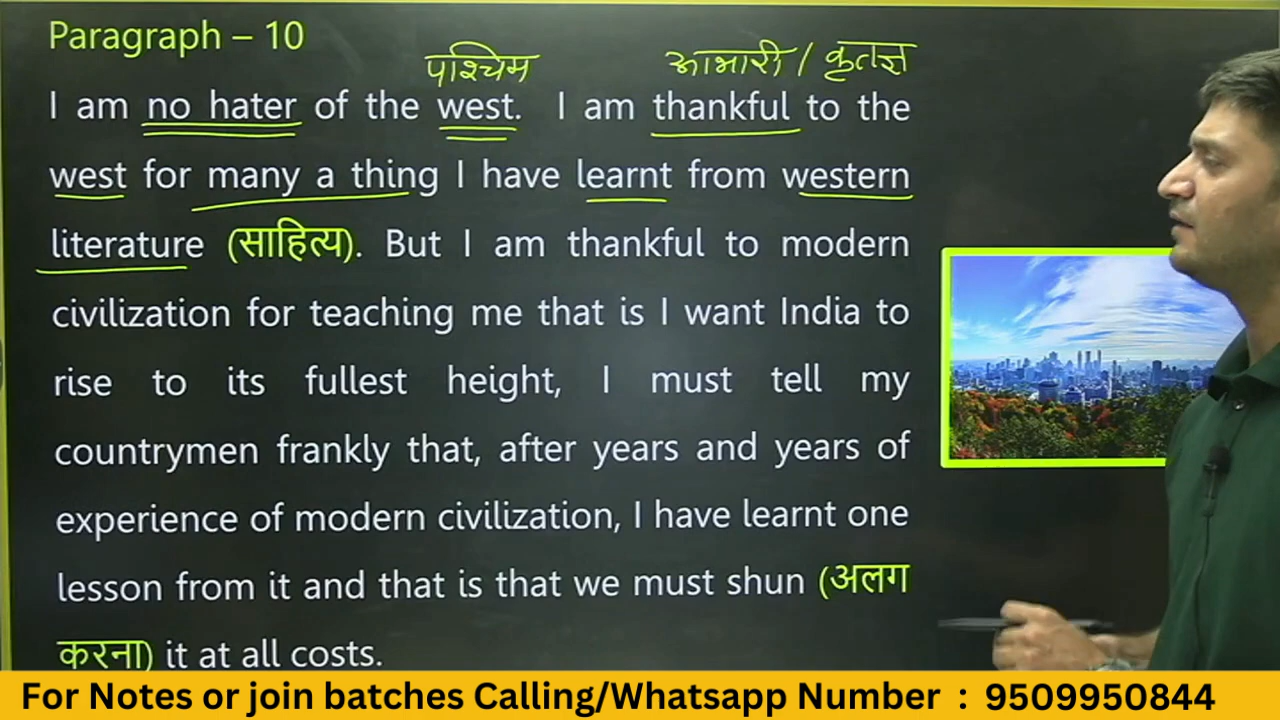 Paragraph – 10
पश्चिम आभारी / कृतज्ञ
I am no hater of the west. I am thankful to the
west for many a thing I have learnt from western
literature (साहित्य). But I am thankful to modern
civilization for teaching me that is I want India to
rise to its fullest height, I must tell my
countrymen frankly that, after years and years of
experience of modern civilization, I have learnt one
lesson from it and that is that we must shun (अलग
करना) it at all costs.
For Notes or join batches Calling/Whatsapp Number : 9509950844